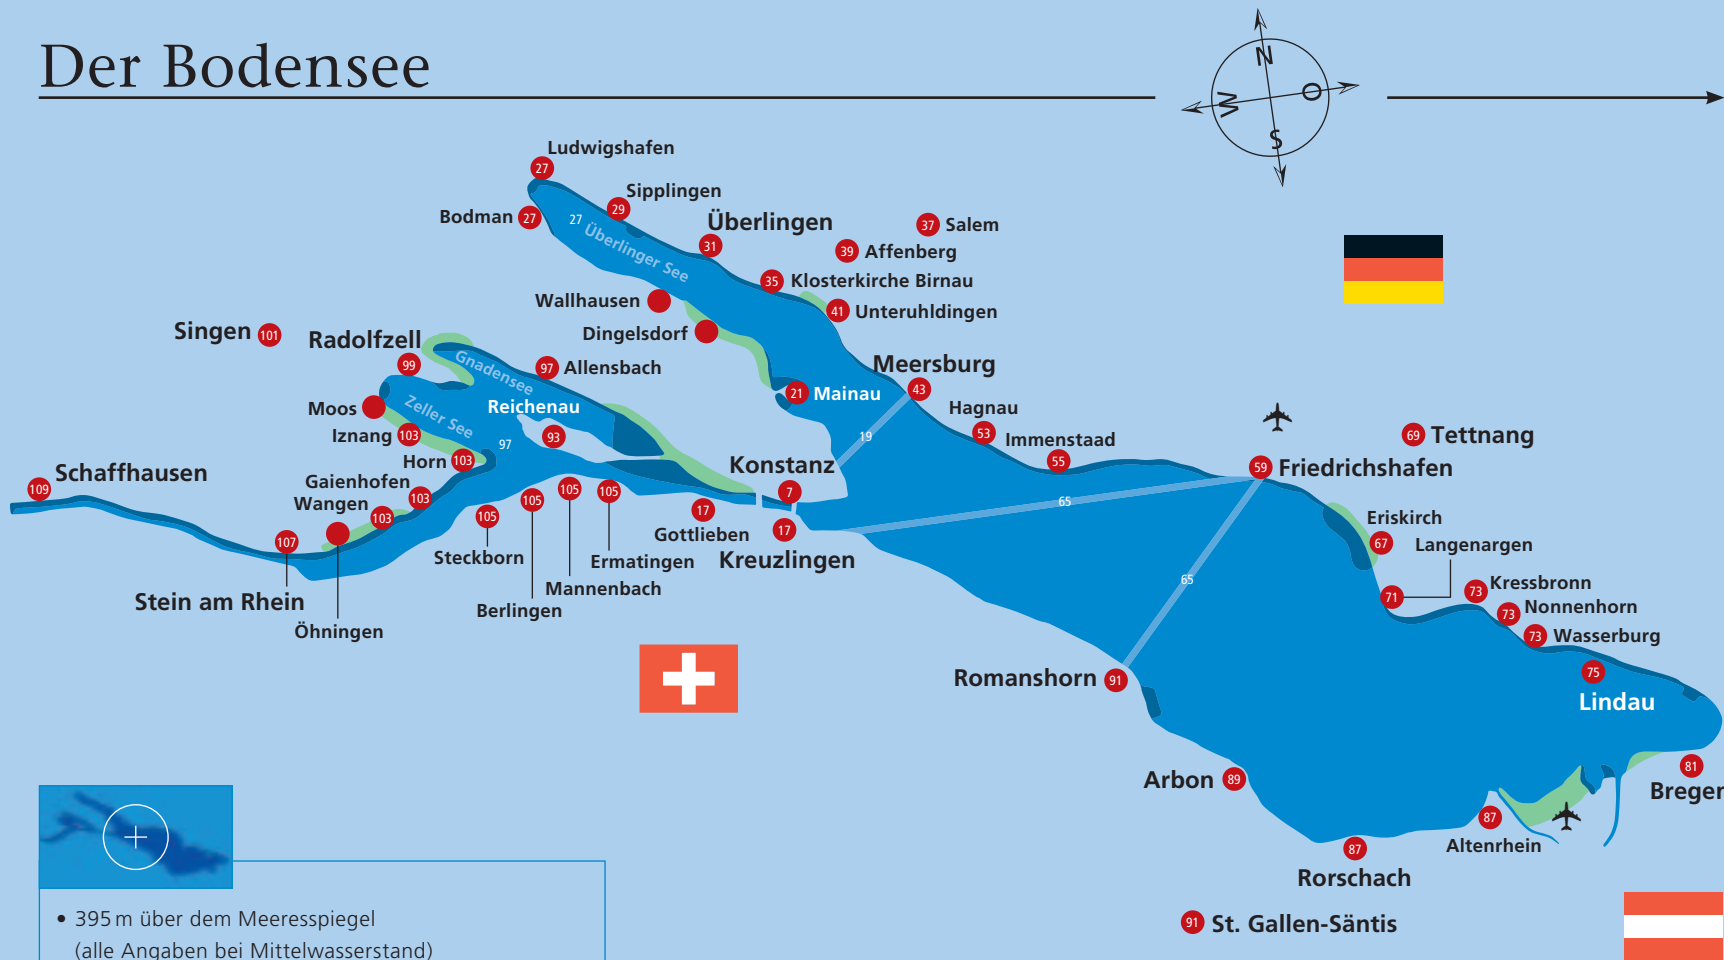 Der Bodensee
N
W
O
S
Ludwigshafen
27
Sipplingen
29
Bodman
27
27
Überlinger See
Überlingen
31
37
Salem
39
Affenberg
35
Klosterkirche Birnau
Wallhausen
41
Unteruhldingen
Dingelsdorf
Singen
101
Radolfzell
99
Gnadensee
97
Allensbach
Meersburg
43
21
Mainau
Moos
Zeller See
Reichenau
93
97
Iznang
103
Horn
103
19
Hagnau
53
Immenstaad
55
69
Tettnang
Schaffhausen
109
Gaienhofen
103
Wangen
103
Konstanz
7
59
Friedrichshafen
65
105
105
105
105
17
Gottlieben
17
Kreuzlingen
107
Stein am Rhein
Öhningen
Steckborn
Berlingen
Mannenbach
Ermatingen
65
Eriskirch
67
Langenargen
71
73
Kressbronn
73
Nonnenhorn
73
Wasserburg
75
Lindau
Romanshorn
91
Arbon
89
87
Altenrhein
81
Breger
87
Rorschach
91
St. Gallen-Säntis
• 395 m über dem Meeresspiegel
(alle Angaben bei Mittelwasserstand)